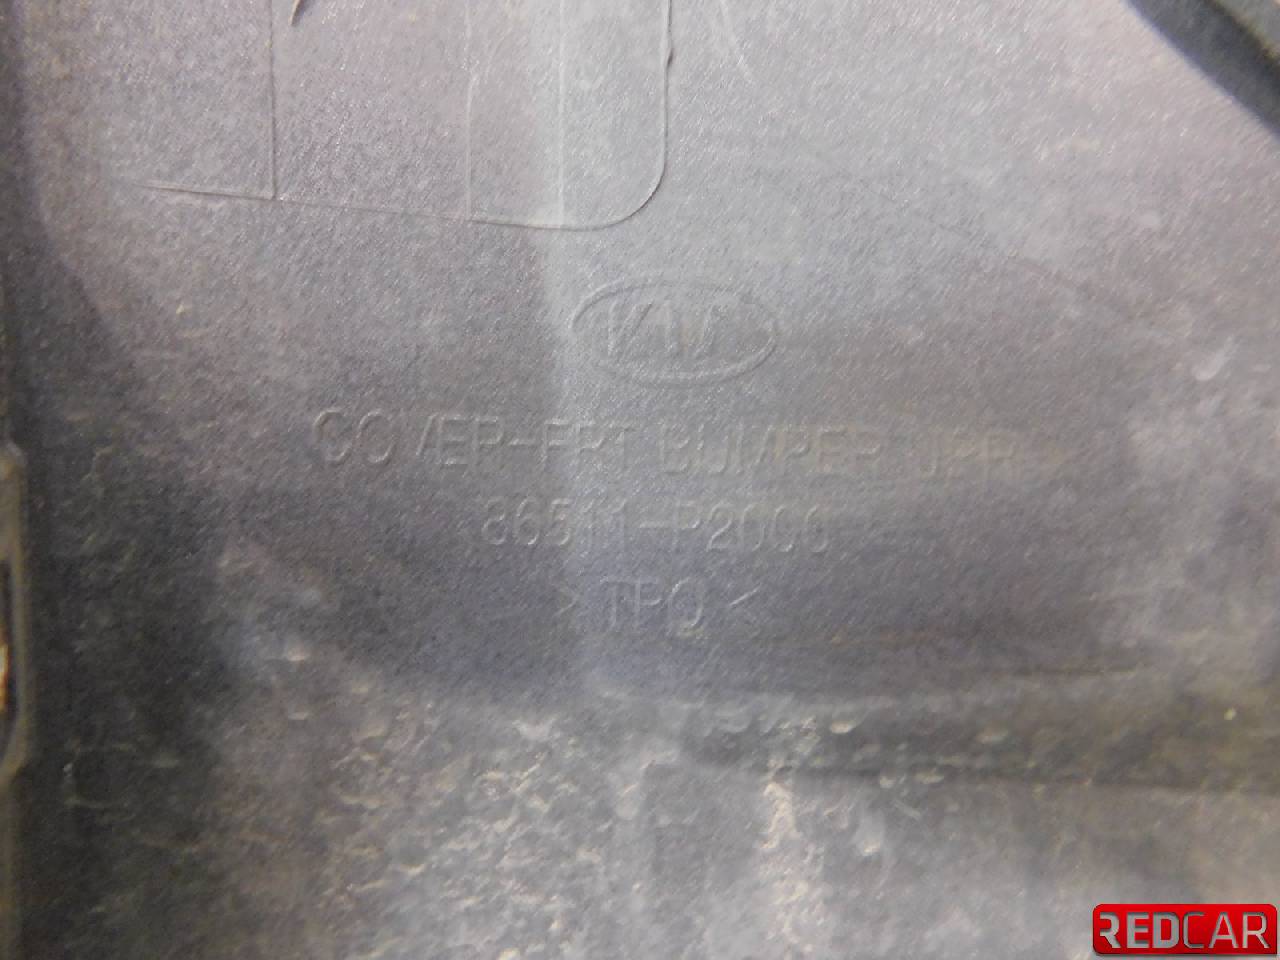 KIA
COVER-FRT BUMPER UPR
86511-P2000
>TPO<
REDCAR